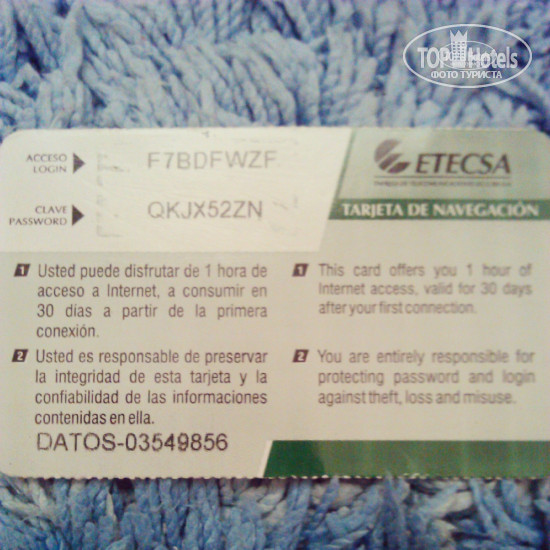 TOPHotels
ФОТО ТУРИСТА
ACCESO
LOGIN
F7BDFWZF
CLAVE
PASSWORD
QKJX52ZN
ETECSA
TARJETA DE NAVEGACIÓN
1 Usted puede disfrutar de 1 hora de
acceso a Internet, a consumir en
30 días a partir de la primera
conexión.
2 Usted es responsable de preservar
la integridad de esta tarjeta y la
confiabilidad de las informaciones
contenidas en ella.
DATOS-03549856
1 This card offers you 1 hour of
Internet access, valid for 30 days
after your first connection.
2 You are entirely responsible for
protecting password and login
against theft, loss and misuse.